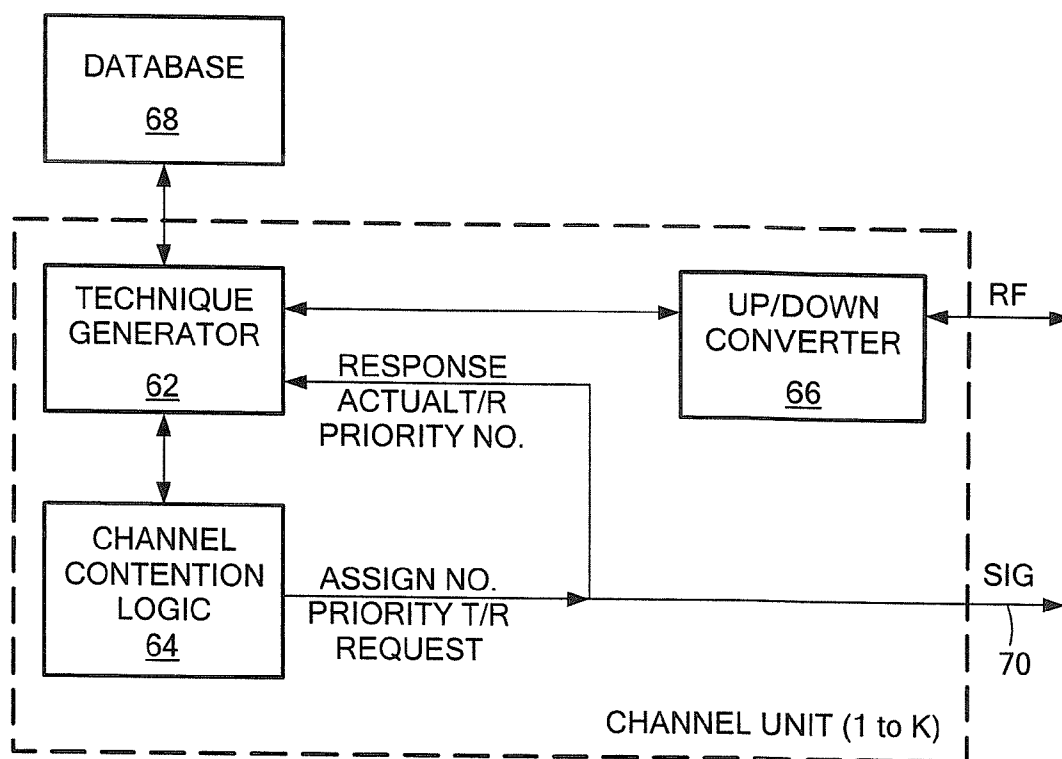 DATABASE
68
TECHNIQUE
GENERATOR
62
UP/DOWN
CONVERTER
66
RF
RESPONSE
ACTUALT/R
PRIORITY NO.
CHANNEL
CONTENTION
LOGIC
64
ASSIGN NO.
PRIORITY T/R
REQUEST
SIG
70
CHANNEL UNIT (1 to K)